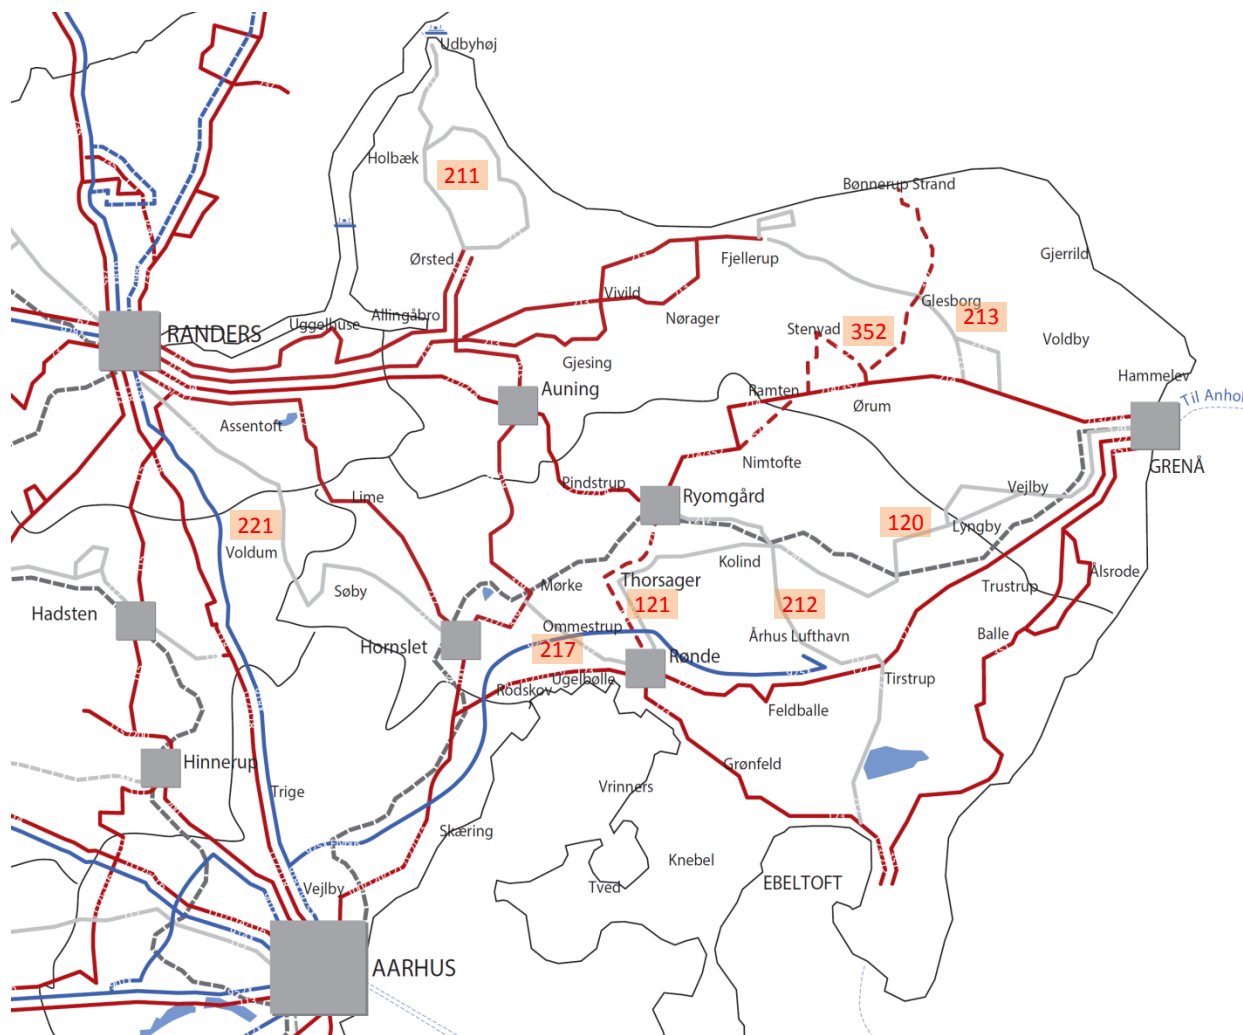 Udbyhøj
Holbæk
211
Bønnerup Strand
Gjerrild
Ørsted
Fjellerup
Vivild
Glesborg
213
Allingåbro
Uggelhuse
RANDERS
Nørager
Stenvad
352
Voldby
Gjesing
Hammelev
Auning
Ramten
Ørum
Til Anhol
Assentoft
GRENÅ
Nimtofte
Lime
Pindstrup
Ryomgård
Vejlby
221
120
Lyngby
Voldum
Kolind
Mørke
Thorsager
Trustrup
Ålsrode
Søby
121
212
Hadsten
Ommestrup
Århus Lufthavn
Balle
Hornslet
217
Rønde
Ugelbølle
Tirstrup
Rodskov
Feldballe
Hinnerup
Grønfeld
Trige
Vrinners
Skæring
Knebel
Vejlby
Tved
EBELTOFT
AARHUS